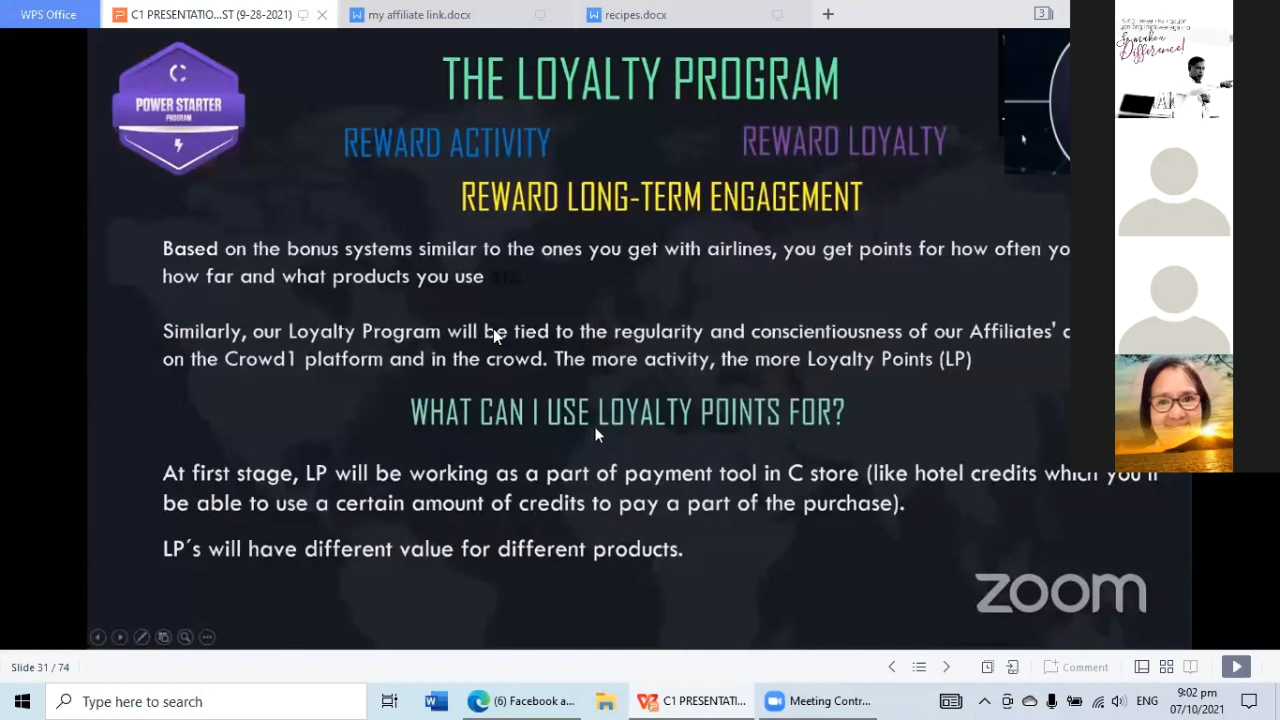 WPS Office
C1 PRESENTATIO...ST (9-28-2021)
my affiliate link.docx
recipes.docx
3
POWER STARTER
PROGRAM
THE LOYALTY PROGRAM
REWARD ACTIVITY
REWARD LOYALTY
REWARD LONG-TERM ENGAGEMENT
Based on the bonus systems similar to the ones you get with airlines, you get points for how often yo
how far and what products you use
Similarly, our Loyalty Program will be tied to the regularity and conscientiousness of our Affiliates'
on the Crowd1 platform and in the crowd. The more activity, the more Loyalty Points (LP)
WHAT CAN I USE LOYALTY POINTS FOR?
At first stage, LP will be working as a part of payment tool in C store (like hotel credits which you'll
be able to use a certain amount of credits to pay a part of the purchase).
LP´s will have different value for different products.
zoom
to make a
Difference!
Slide 31 / 74
Comment
Type here to search
(6) Facebook a...
C1 PRESENTATI...
Meeting Contr...
ENG
9:02 pm
07/10/2021